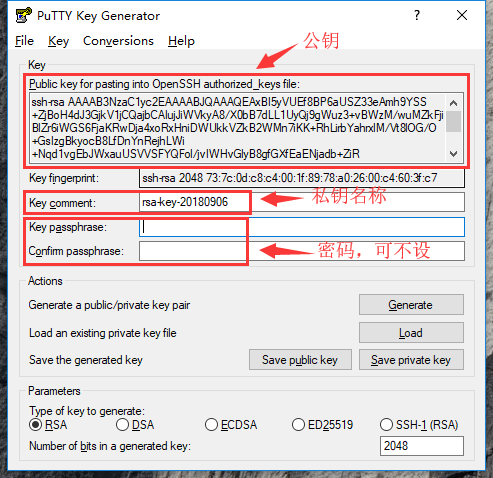 PuTTY Key Generator
?
公钥
File Key Conversions Help
Key
Public key for pasting into OpenSSH authorized_keys file:
ssh-rsa AAAAB3NzaC1yc2EAAAABJQAAAQEAxBI5yVUEf8BP6aUSZ33eAmh9YSS
+ZjBoH4dJ3GjkV1jCQajbCAlujJiWVkyA8/X0bB7dLL1UyQj9gWuz3+vBWzM/wuMZkFji
BlZr6iWGS6FjaKRwDja4xoRxHniDWUkkVZkB2WMn7iKK+RhLirbYahrxIM/Vt8lOG/O
+GsIzgBkyocB8LfDnYnRejhLWi
+Nqd1vgEbJWxauUSVVSFYQFoI/jvIWHvGlyB8gfGXfEaENjadb+ZiR
Key fingerprint: ssh-rsa 2048 73:7c:0d:c8:c4:00:1f:89:78:a0:26:00:c4:60:3f:c7
Key comment: rsa-key-20180906
私钥名称
Key passphrase:
Confirm passphrase:
密码，可不设
Actions
Generate a public/private key pair Generate
Load an existing private key file Load
Save the generated key Save public key Save private key
Parameters
Type of key to generate:
RSA DSA ECDSA ED25519 SSH-1 (RSA)
Number of bits in a generated key: 2048